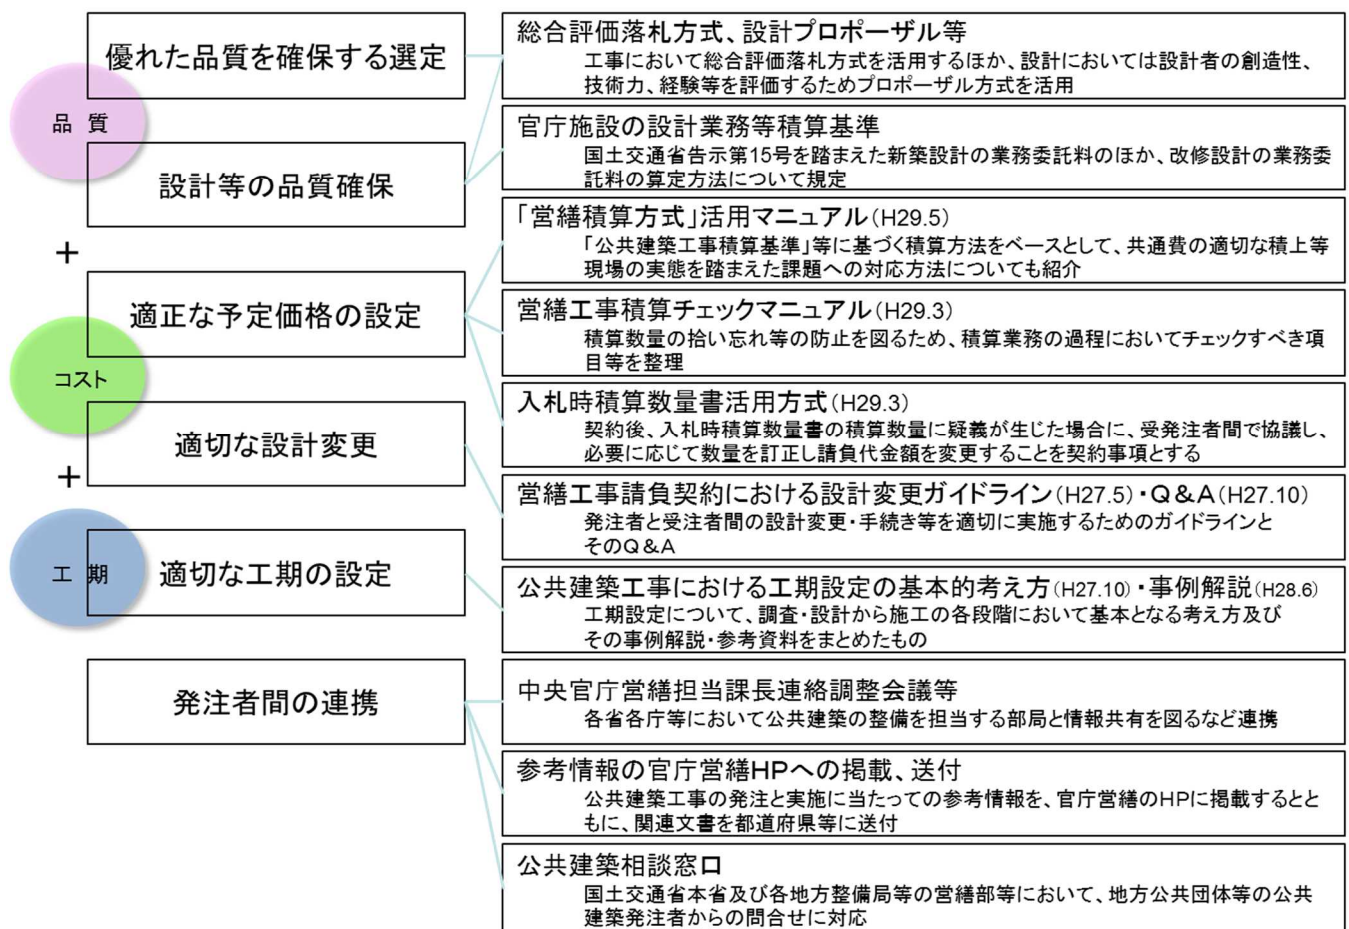 優れた品質を確保する選定
品 質
設計等の品質確保
+
適正な予定価格の設定
コスト
適切な設計変更
+
工 期
適切な工期の設定
発注者間の連携
総合評価落札方式、設計プロポーザル等
工事において総合評価落札方式を活用するほか、設計においては設計者の創造性、
技術力、経験等を評価するためプロポーザル方式を活用
官庁施設の設計業務等積算基準
国土交通省告示第15号を踏まえた新築設計の業務委託料のほか、改修設計の業務委
託料の算定方法について規定
「営繕積算方式」活用マニュアル(H29.5)
「公共建築工事積算基準」等に基づく積算方法をベースとして、共通費の適切な積上等
現場の実態を踏まえた課題への対応方法についても紹介
営繕工事積算チェックマニュアル(H29.3)
積算数量の拾い忘れ等の防止を図るため、積算業務の過程においてチェックすべき項
目等を整理
入札時積算数量書活用方式(H29.3)
契約後、入札時積算数量書の積算数量に疑義が生じた場合に、受発注者間で協議し、
必要に応じて数量を訂正し請負代金額を変更することを契約事項とする
営繕工事請負契約における設計変更ガイドライン(H27.5)・Q&A(H27.10)
発注者と受注者間の設計変更・手続き等を適切に実施するためのガイドラインと
そのQ&A
公共建築工事における工期設定の基本的考え方(H27.10)・事例解説(H28.6)
工期設定について、調査・設計から施工の各段階において基本となる考え方及び
その事例解説・参考資料をまとめたもの
中央官庁営繕担当課長連絡調整会議等
各省各庁等において公共建築の整備を担当する部局と情報共有を図るなど連携
参考情報の官庁営繕HPへの掲載、送付
公共建築工事の発注と実施に当たっての参考情報を、官庁営繕のHPに掲載するとと
もに、関連文書を都道府県等に送付
公共建築相談窓口
国土交通省本省及び各地方整備局等の営繕部等において、地方公共団体等の公共
建築発注者からの問合せに対応